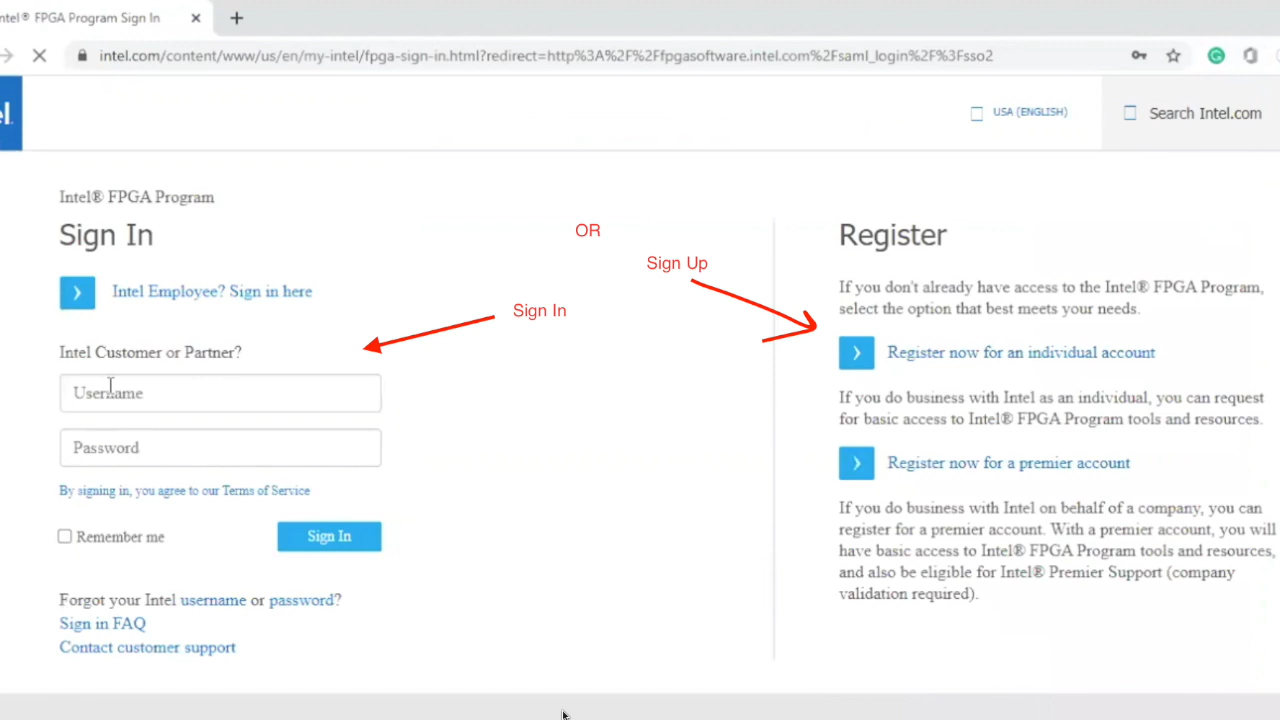 ntel® FPGA Program Sign In
intel.com/content/www/us/en/my-intel/fpga-sign-in.html?redirect=http%3A%2F%2Ffpgasoftware.intel.com%2Fsaml_login%2F%3Fsso2
el.
USA (ENGLISH)
Search Intel.com
Intel® FPGA Program
Sign In
Intel Employee? Sign in here
Intel Customer or Partner?
Username
Password
By signing in, you agree to our Terms of Service
Remember me
Sign In
Forgot your Intel username or password?
Sign in FAQ
Contact customer support
OR
Sign Up
Sign In
Register
If you don't already have access to the Intel® FPGA Program,
select the option that best meets your needs.
Register now for an individual account
If you do business with Intel as an individual, you can request
for basic access to Intel® FPGA Program tools and resources.
Register now for a premier account
If you do business with Intel on behalf of a company, you can
register for a premier account. With a premier account, you will
have basic access to Intel® FPGA Program tools and resources,
and also be eligible for Intel® Premier Support (company
validation required).